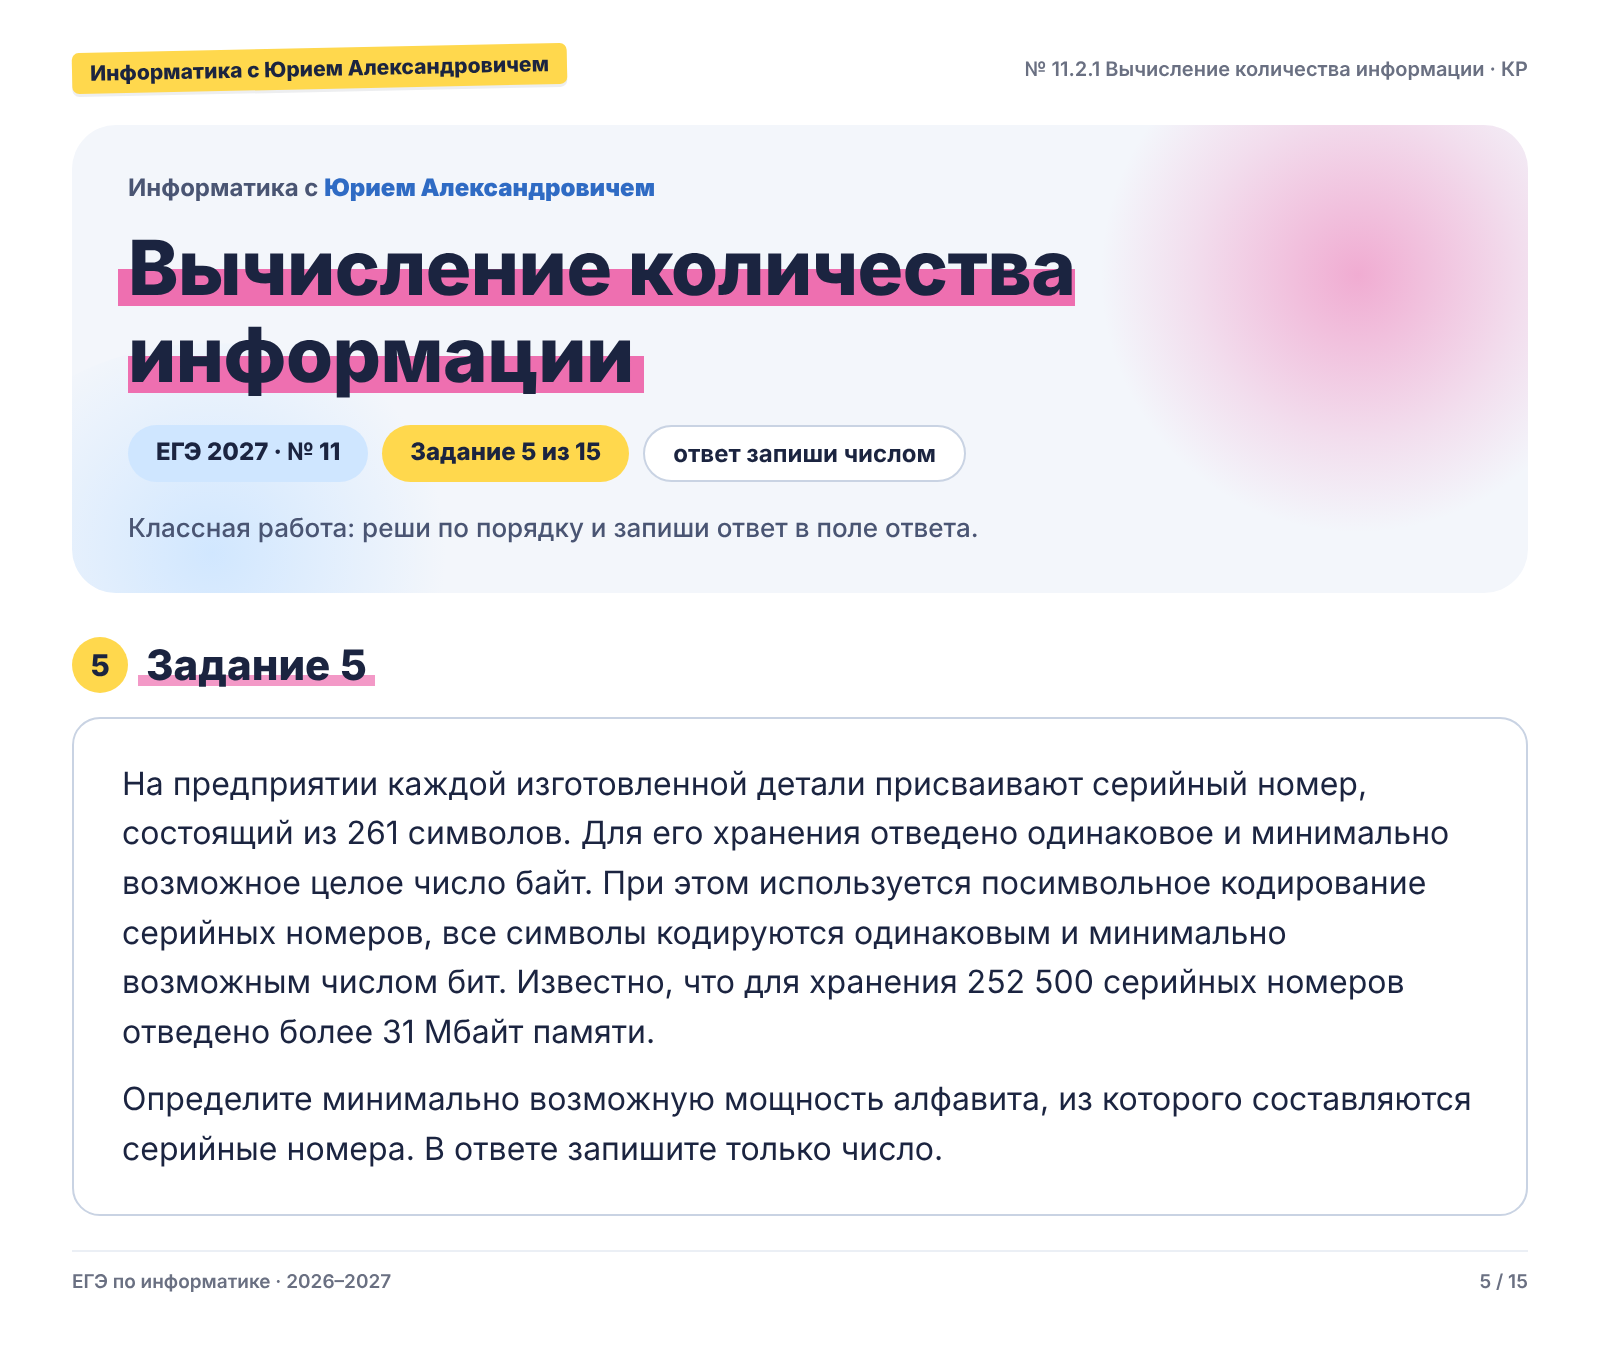 Информатика с Юрием Александровичем
№ 11.2.1 Вычисление количества информации · КР
Информатика с Юрием Александровичем
Вычисление количества
информации
ЕГЭ 2027 · № 11
Задание 5 из 15
ответ запиши числом
Классная работа: реши по порядку и запиши ответ в поле ответа.
5 Задание 5
На предприятии каждой изготовленной детали присваивают серийный номер,
состоящий из 261 символов. Для его хранения отведено одинаковое и минимально
возможное целое число байт. При этом используется посимвольное кодирование
серийных номеров, все символы кодируются одинаковым и минимально
возможным числом бит. Известно, что для хранения 252 500 серийных номеров
отведено более 31 Мбайт памяти.
Определите минимально возможную мощность алфавита, из которого составляются
серийные номера. В ответе запишите только число.
ЕГЭ по информатике · 2026–2027
5 / 15